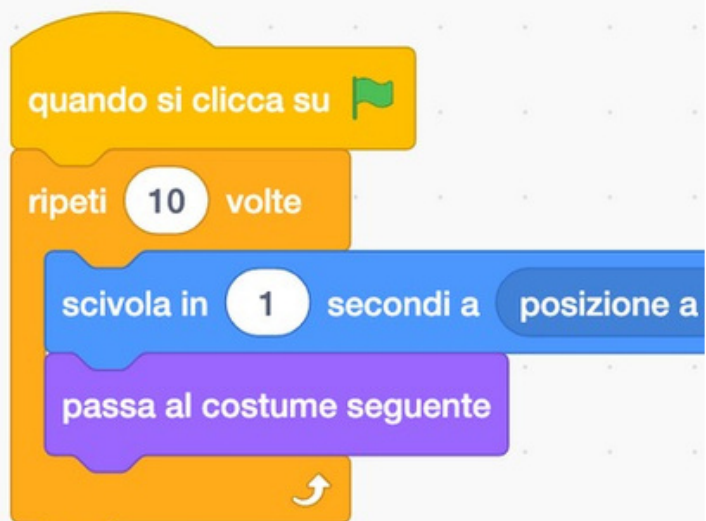 quando si clicca su
ripeti 10 volte
scivola in 1 secondi a posizione a
passa al costume seguente